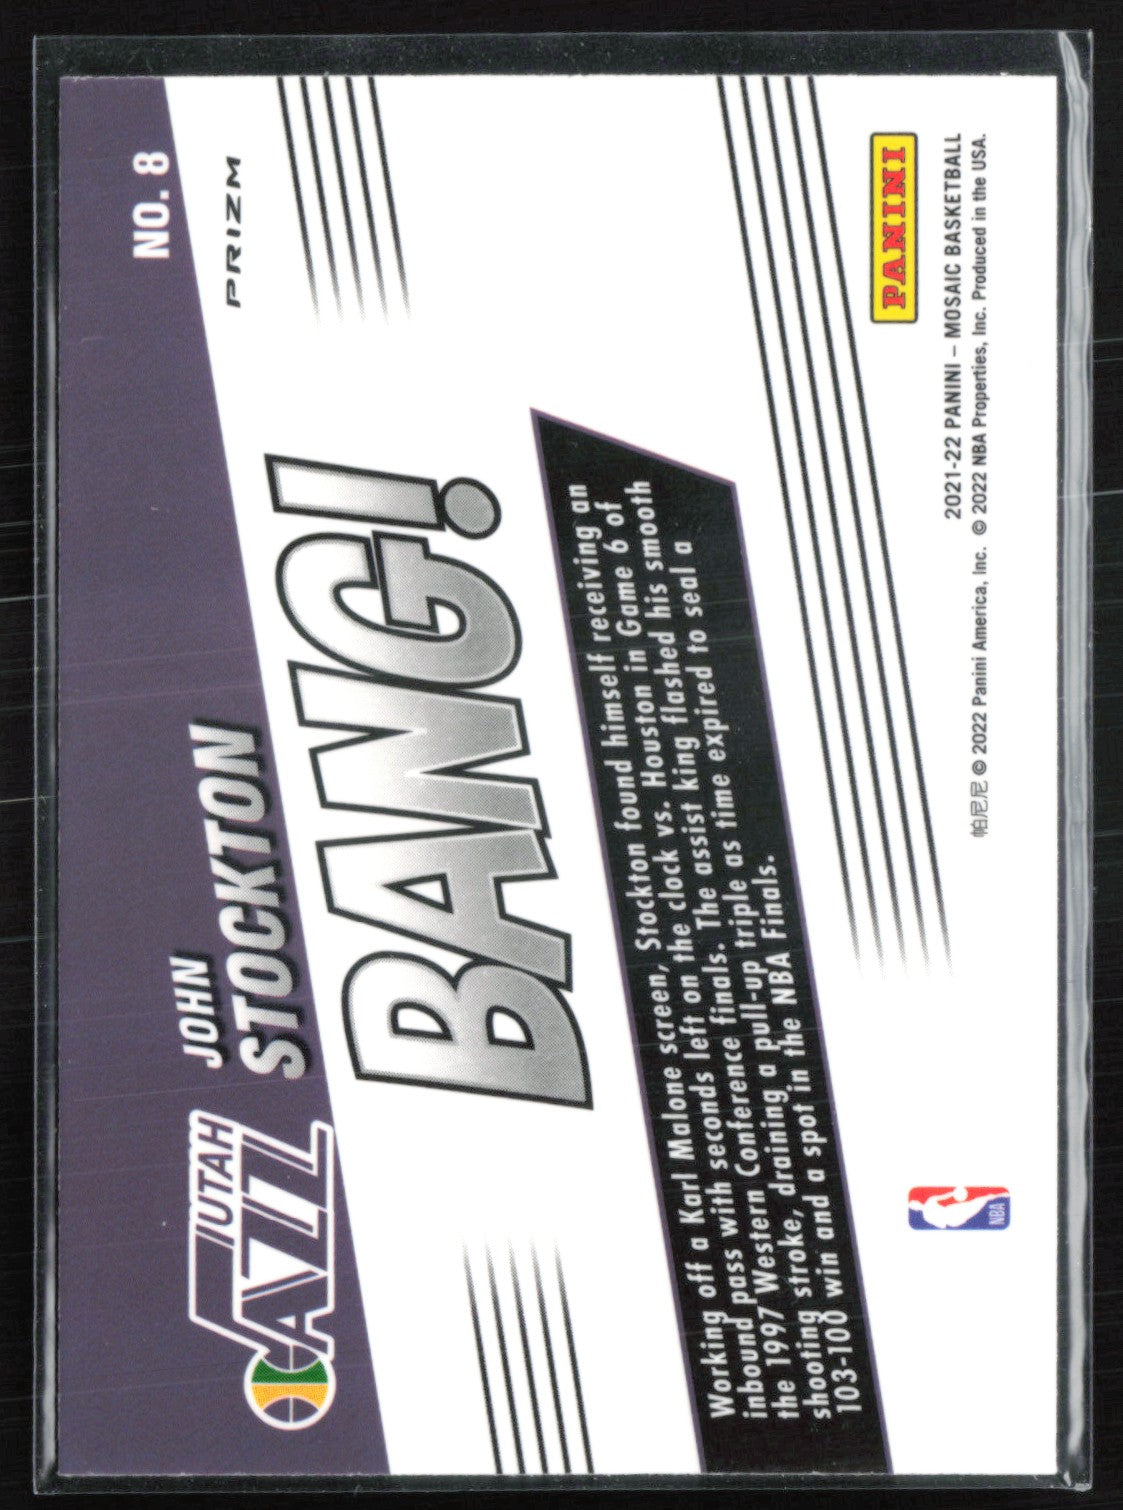 JOHN
STOCKTON
NO. 8
UTAH
JAZZ
PRIZM
BANG!
Working off a Karl Malone screen, Stockton found himself receiving an
inbound pass with seconds left on the clock vs. Houston in Game 6 of
the 1997 Western Conference finals. The assist king flashed his smooth
shooting stroke, draining a pull-up triple as time expired to seal a
103-100 win and a spot in the NBA Finals.
NBA
PANINI
2021-22 PANINI – MOSAIC BASKETBALL
帕尼尼 © 2022 Panini America, Inc. © 2022 NBA Properties, Inc. Produced in the USA.